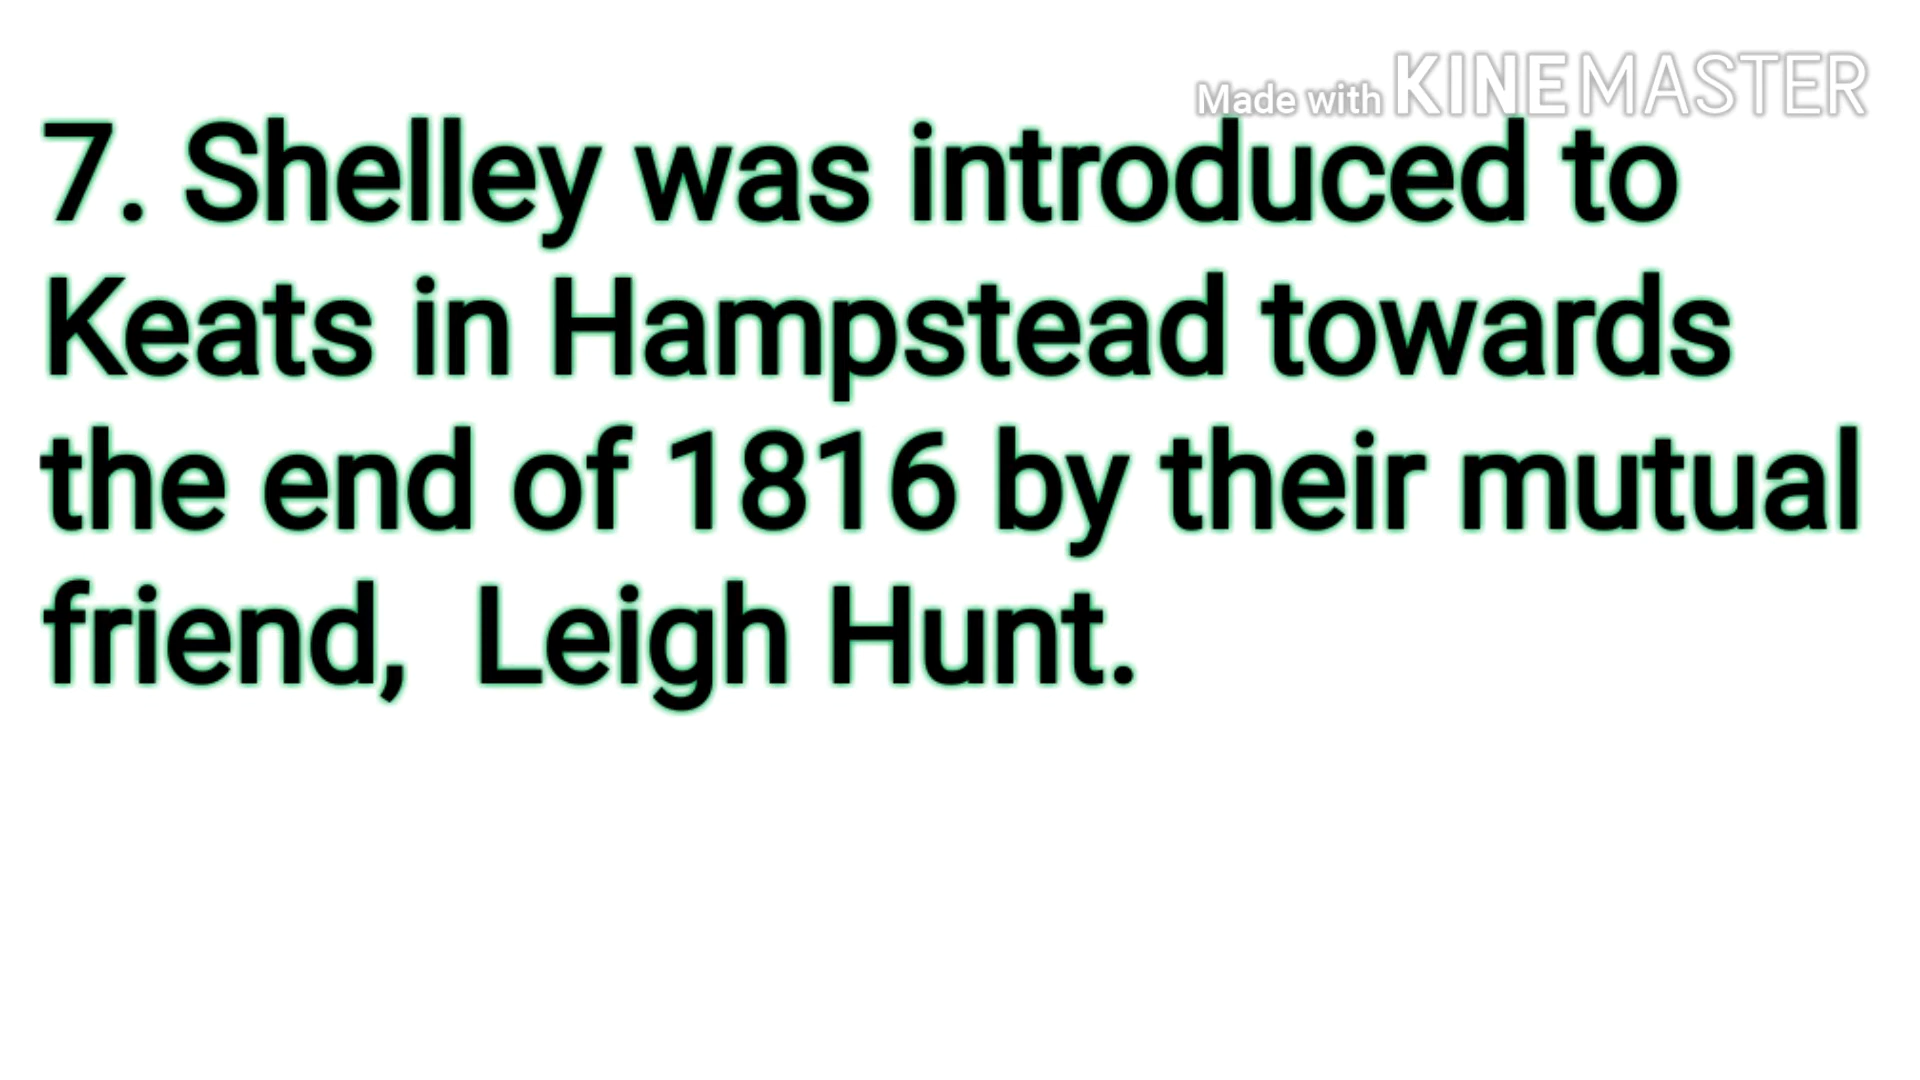 Made with KINEMASTER
7. Shelley was introduced to
Keats in Hampstead towards
the end of 1816 by their mutual
friend,  Leigh Hunt.